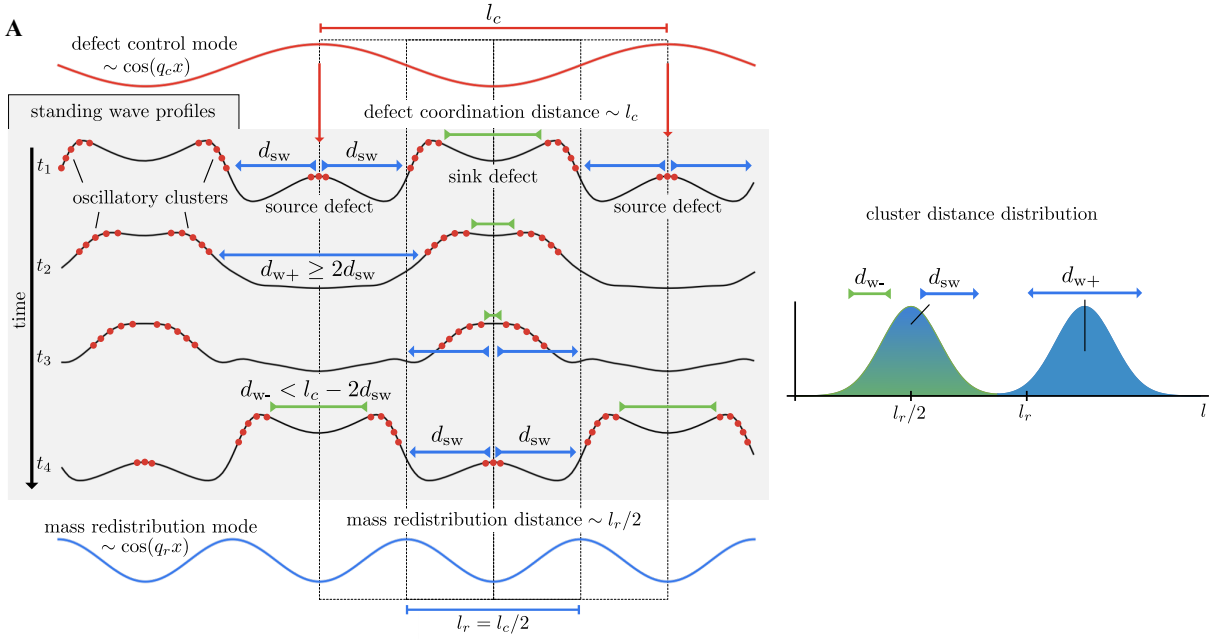 A
l_c
defect control mode
∼ cos(q_c x)
standing wave profiles
defect coordination distance ∼ l_c
t_1
d_sw
d_sw
sink defect
oscillatory clusters
source defect
source defect
t_2
d_w+ ≥ 2d_sw
time
t_3
d_w- < l_c − 2d_sw
d_sw
d_sw
t_4
mass redistribution mode
∼ cos(q_r x)
mass redistribution distance ∼ l_r/2
l_r = l_c/2
cluster distance distribution
d_w-
d_sw
d_w+
l_r/2
l_r
l